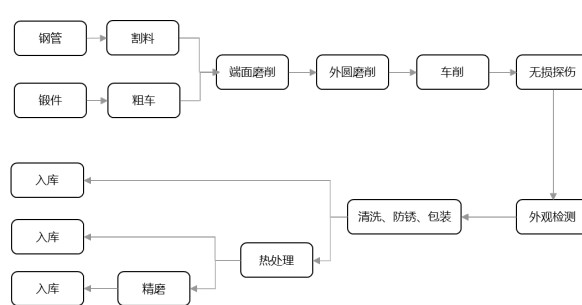 钢管
割料
锻件
粗车
端面磨削
外圆磨削
车削
无损探伤
入库
清洗、防锈、包装
外观检测
入库
热处理
入库
精磨